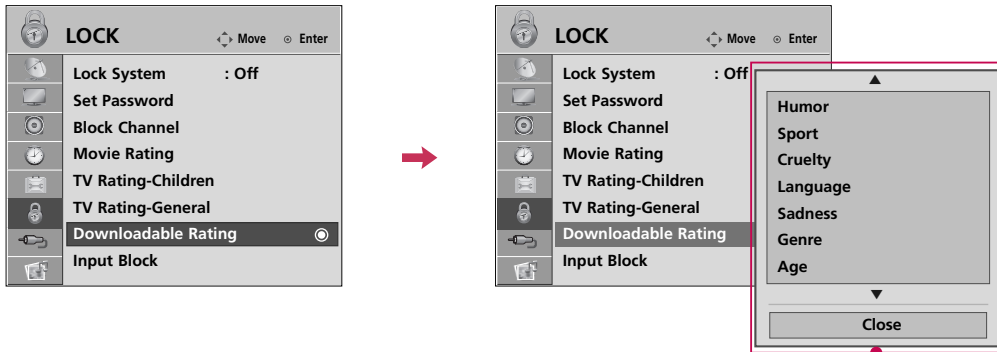 LOCK
Move
Enter
Lock System : Off
Set Password
Block Channel
Movie Rating
TV Rating-Children
TV Rating-General
Downloadable Rating
Input Block
LOCK
Move
Enter
Lock System : Off
Set Password
Block Channel
Movie Rating
TV Rating-Children
TV Rating-General
Downloadable Rating
Input Block
Humor
Sport
Cruelty
Language
Sadness
Genre
Age
Close